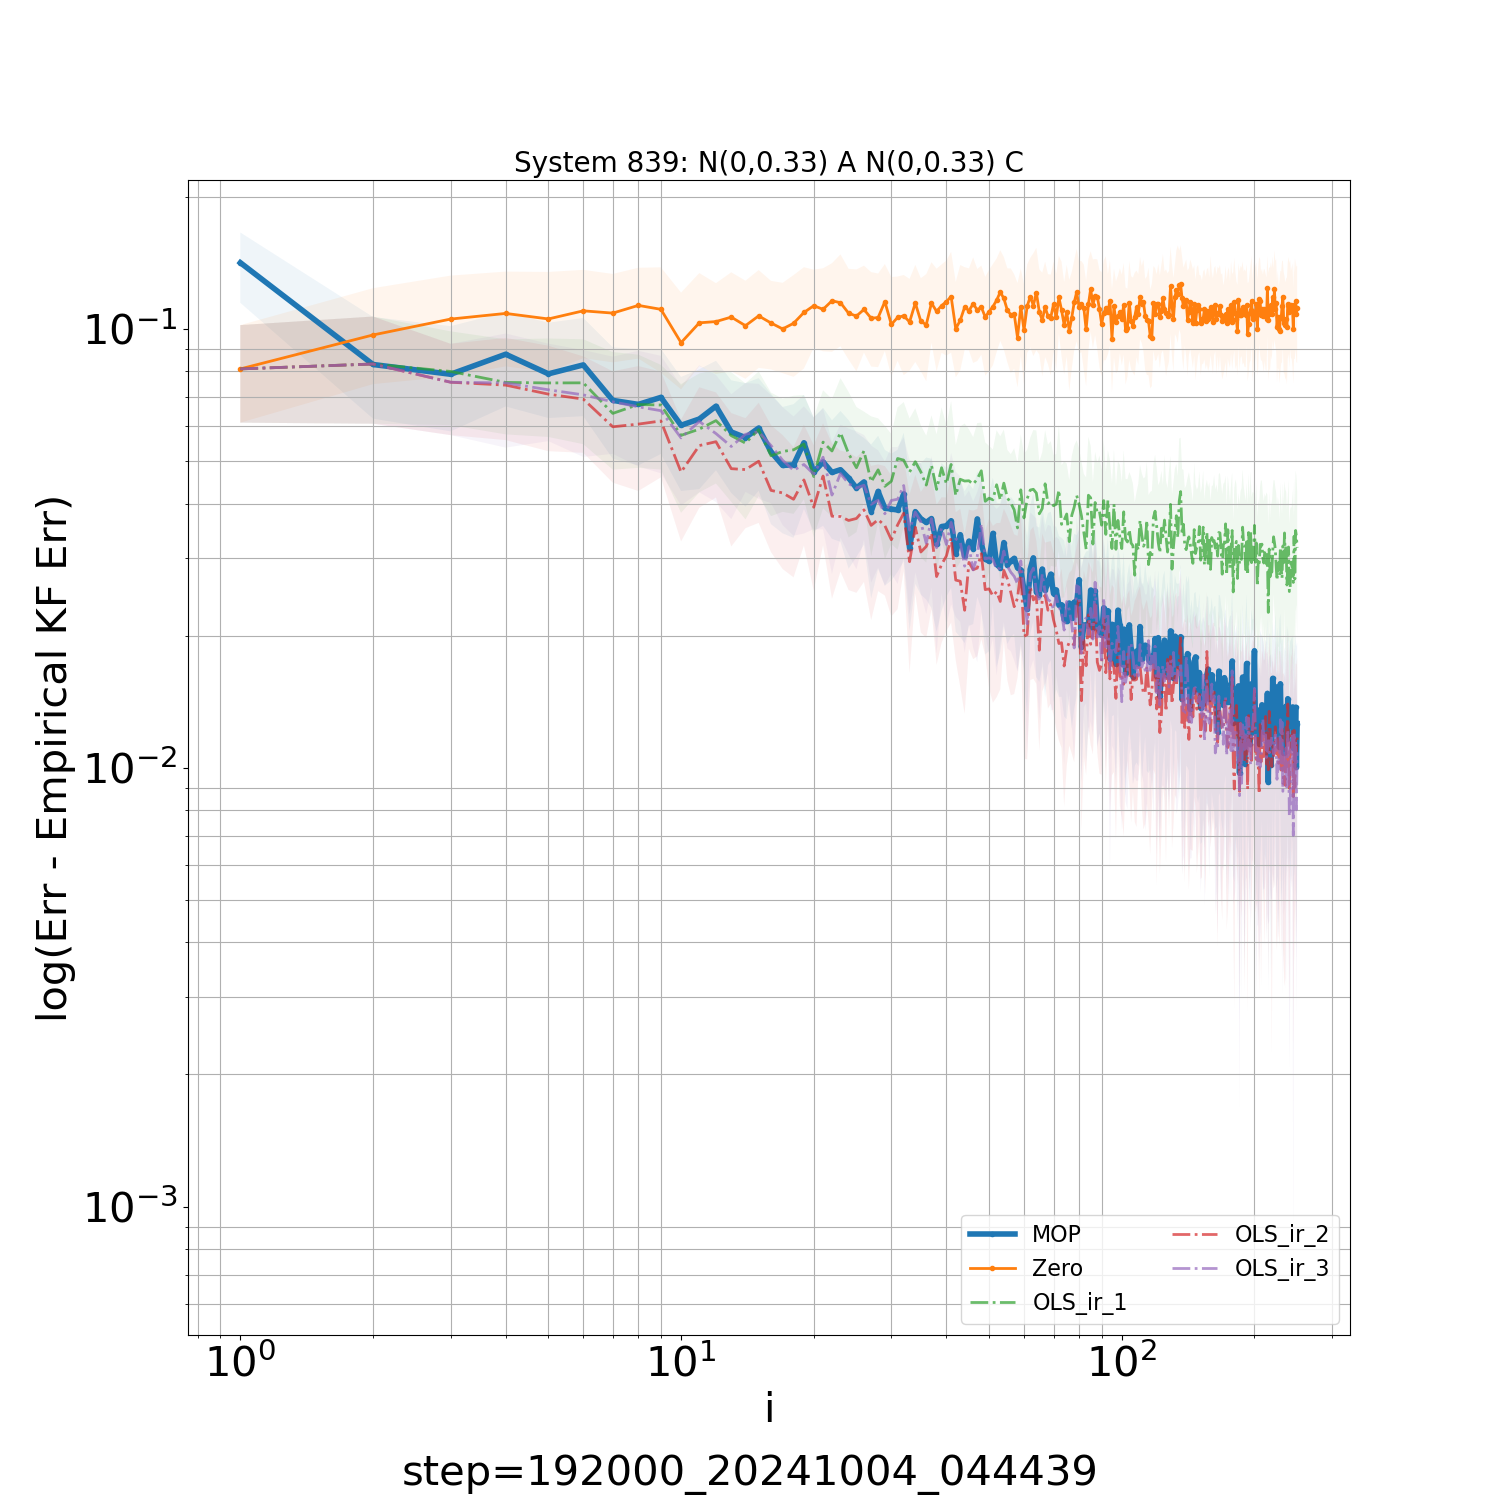 System 839: N(0,0.33) A N(0,0.33) C
log(Err - Empirical KF Err)
10⁻¹
10⁻²
10⁻³
MOP
Zero
OLS_ir_1
OLS_ir_2
OLS_ir_3
10⁰ 10¹ 10²
i
step=192000_20241004_044439